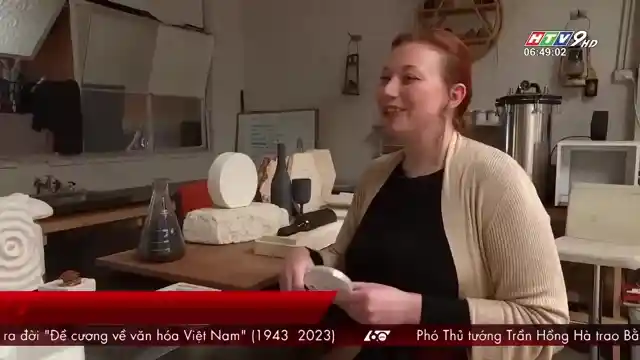 HTV9 HD
06:49:02
ra đời "Đề cương về văn hóa Việt Nam" (1943 2023) 60 Phó Thủ tướng Trần Hồng Hà trao Bằ